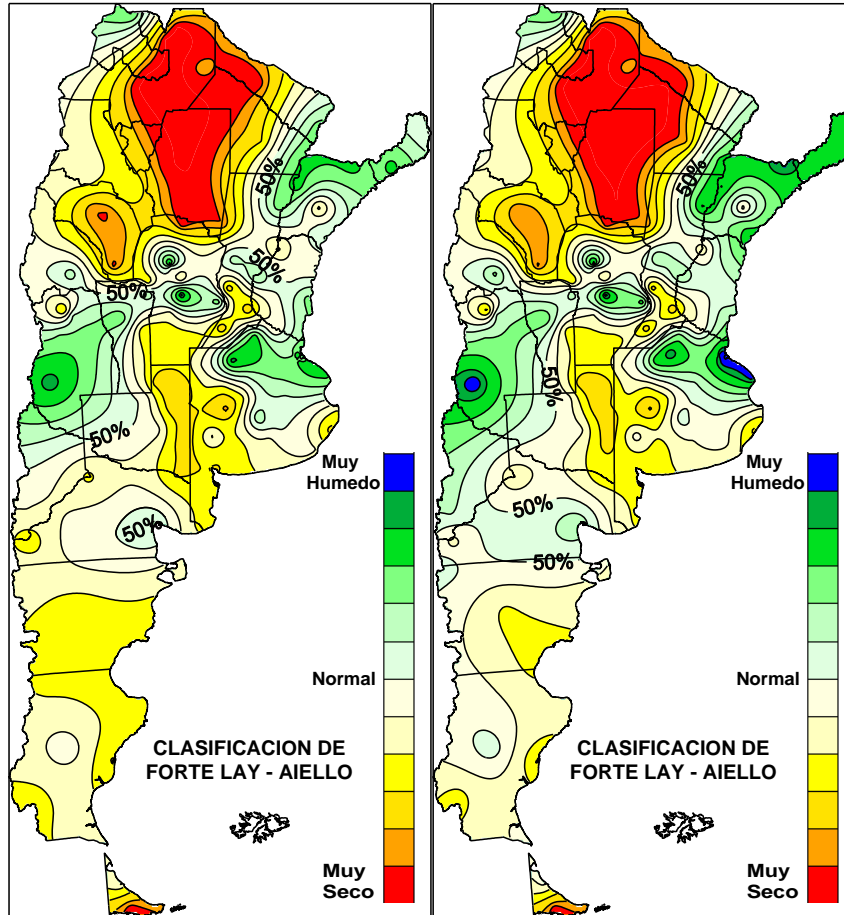 50%
50%
50%
50%
50%
Muy
Humedo
Normal
CLASIFICACION DE
FORTE LAY - AIELLO
Muy
Seco
50%
50%
50%
50%
Muy
Humedo
Normal
CLASIFICACION DE
FORTE LAY - AIELLO
Muy
Seco